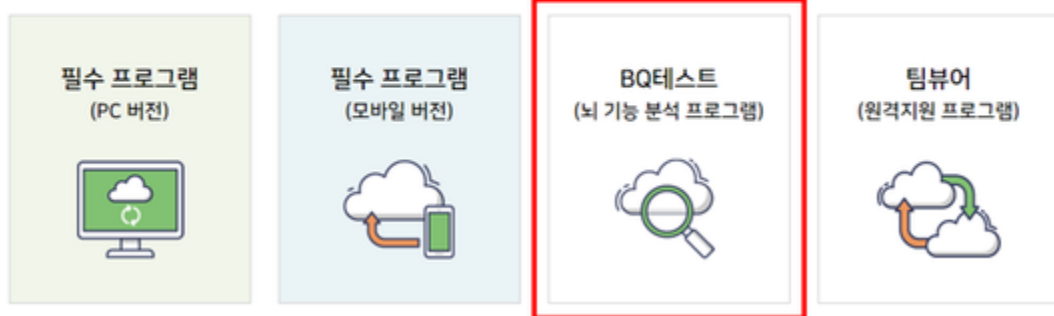 필수 프로그램
(PC 버전)
필수 프로그램
(모바일 버전)
BQ테스트
(뇌 기능 분석 프로그램)
팀뷰어
(원격지원 프로그램)